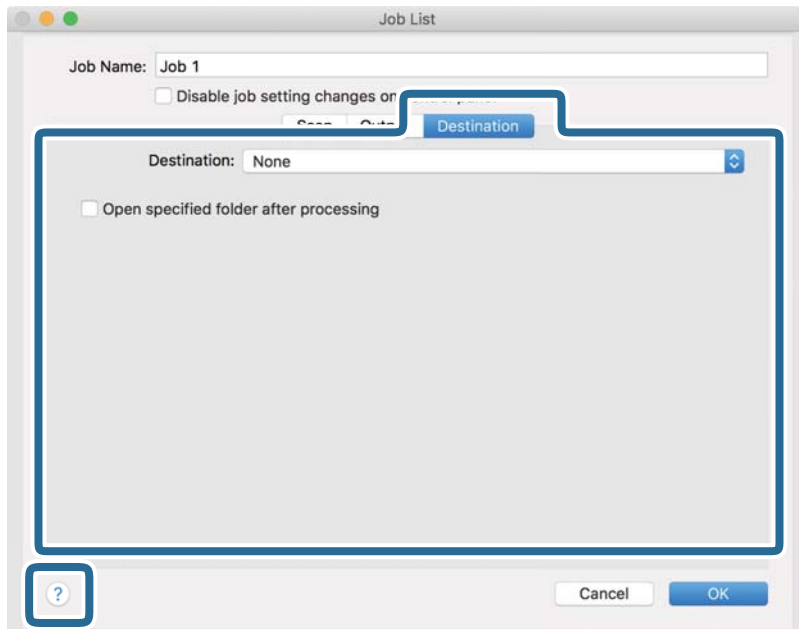 Job List
Job Name: Job 1
Disable job setting changes on
Destination
Destination: None
Open specified folder after processing
? Cancel OK